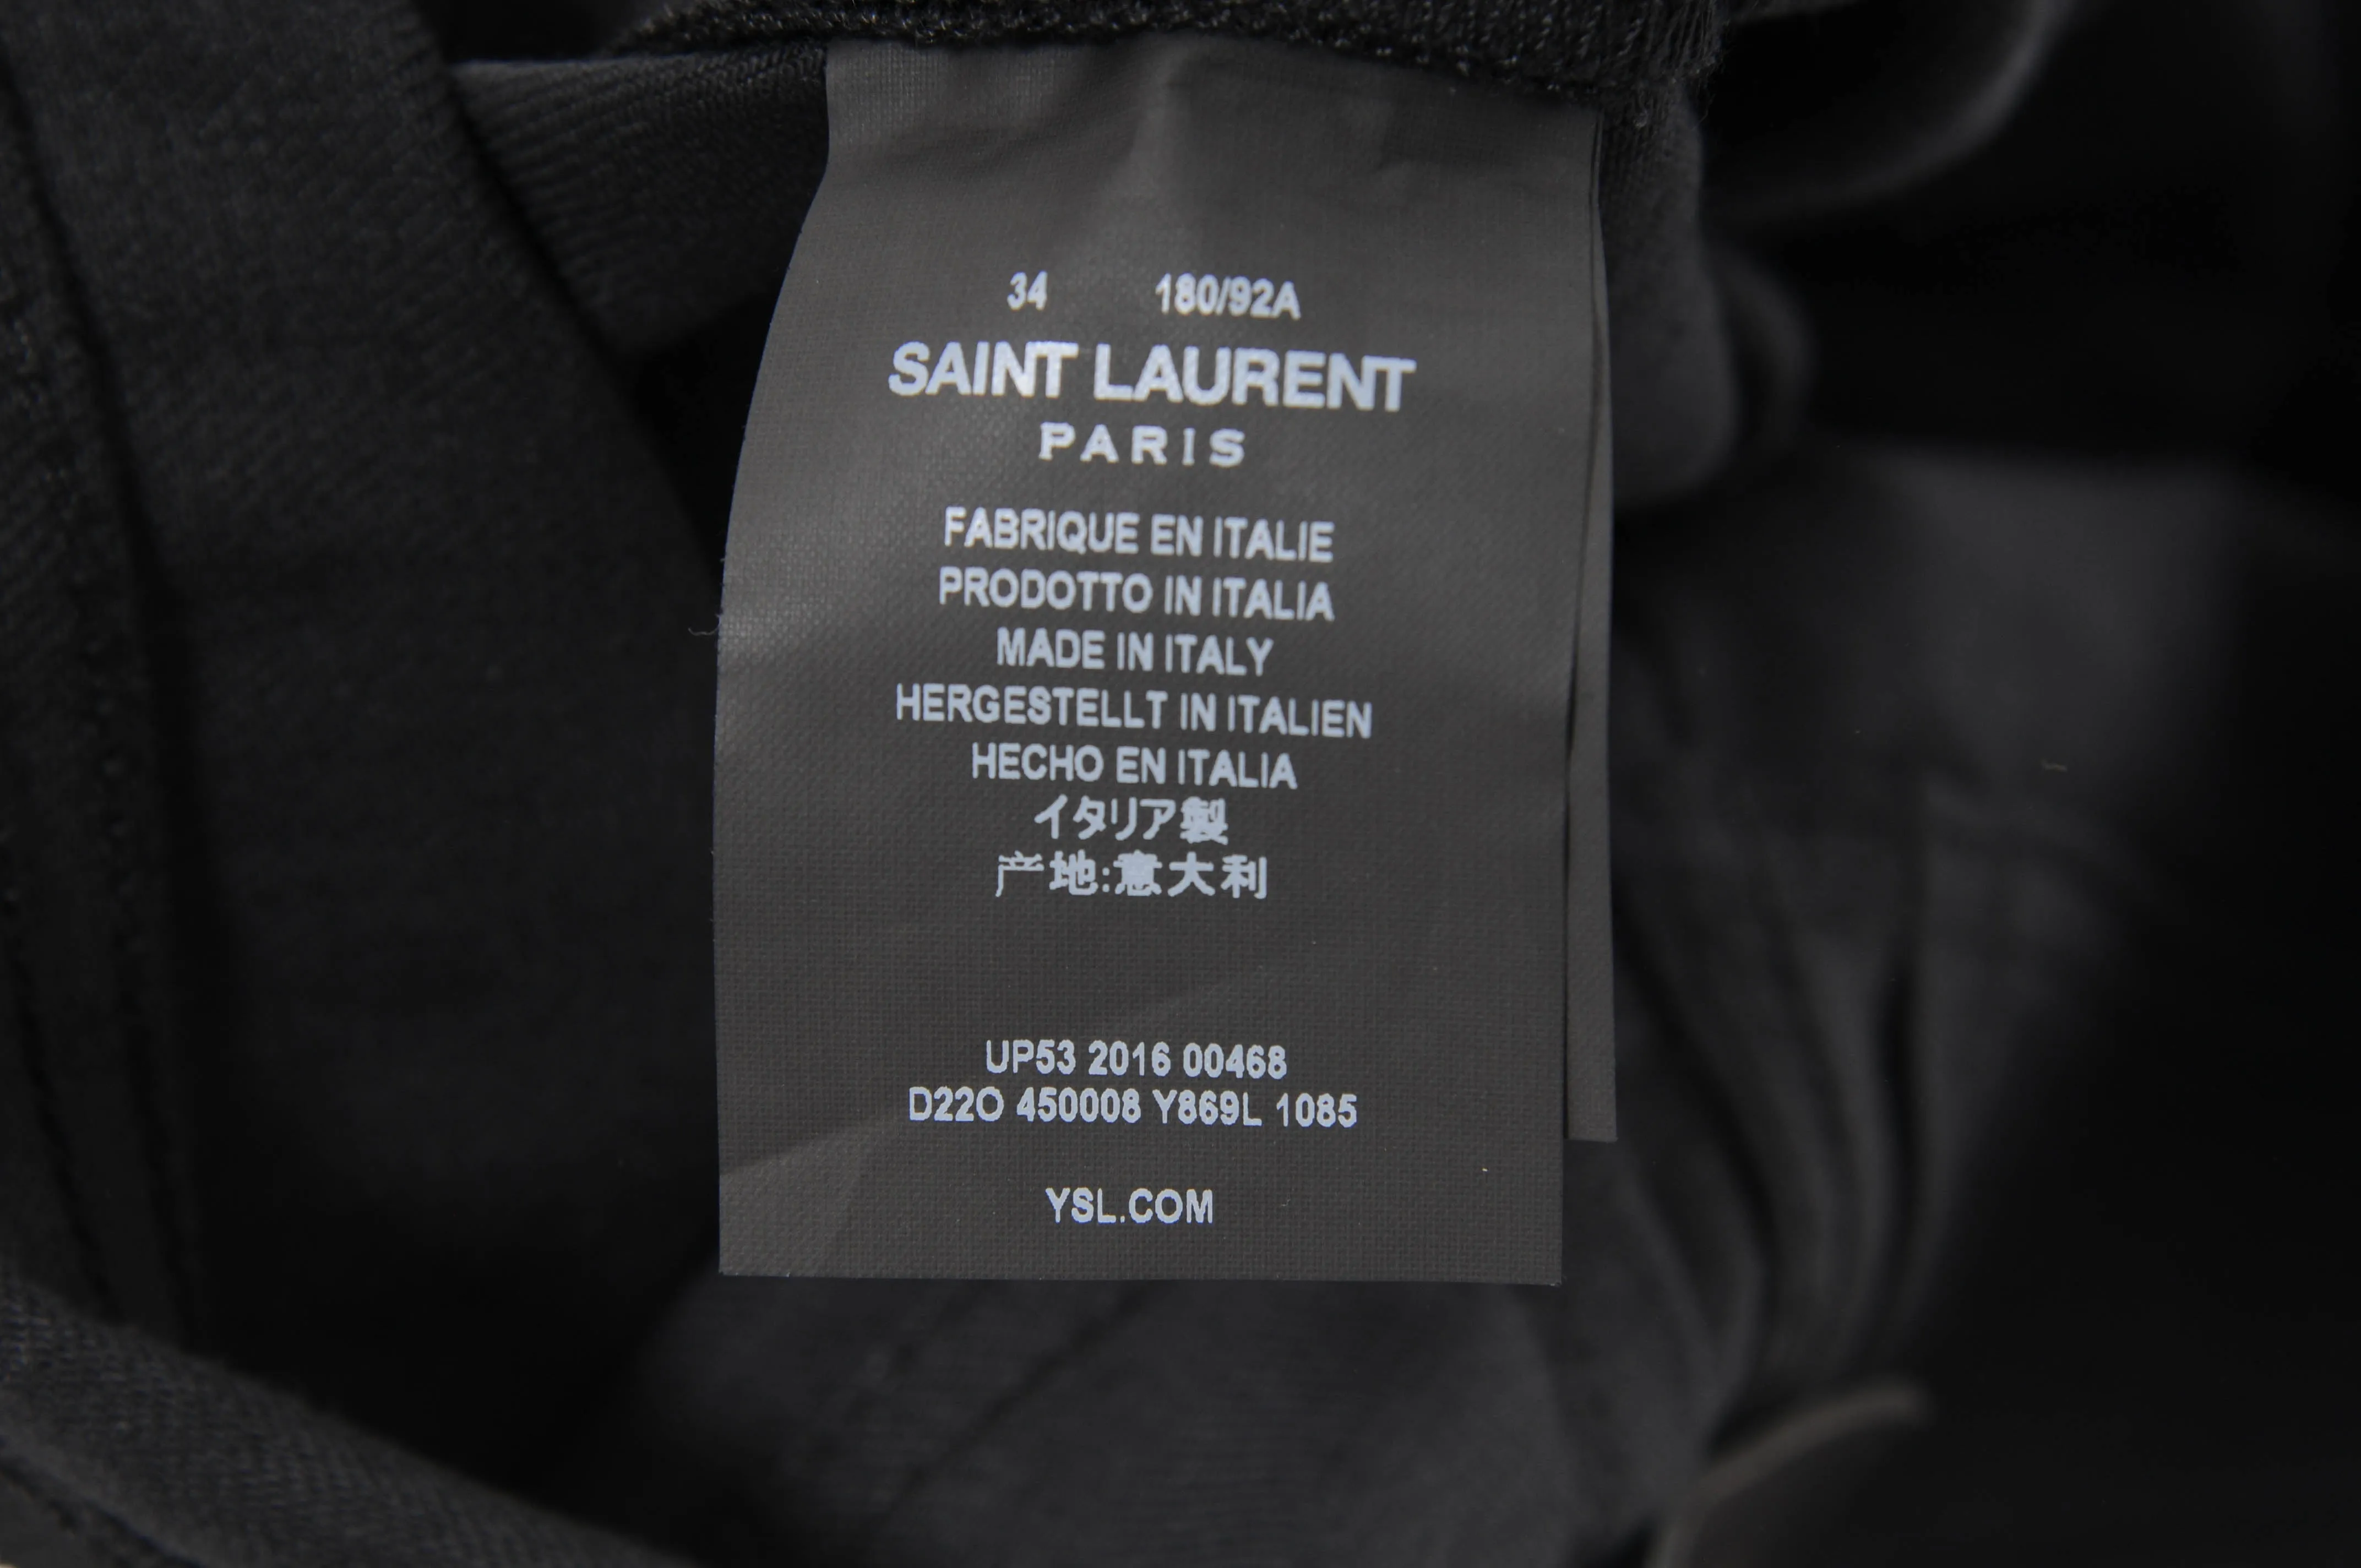 34 180/92A
SAINT LAURENT
PARIS
FABRIQUE EN ITALIE
PRODOTTO IN ITALIA
MADE IN ITALY
HERGESTELLT IN ITALIEN
HECHO EN ITALIA
イタリア製
产地:意大利
UP53 2016 00468
D22O 450008 Y869L 1085
YSL.COM